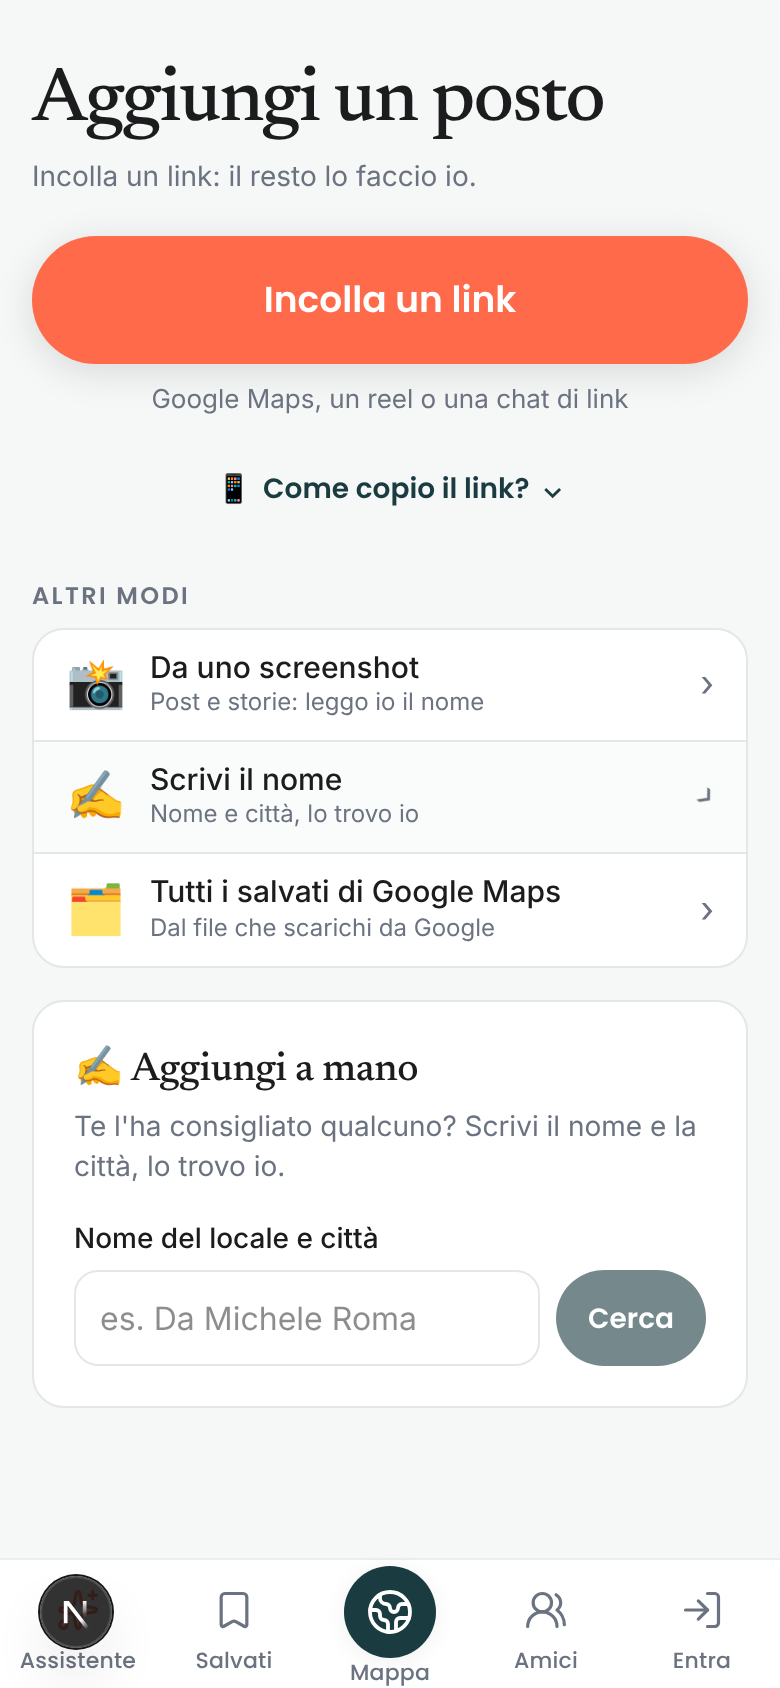 Aggiungi un posto
Incolla un link: il resto lo faccio io.
Incolla un link
Google Maps, un reel o una chat di link
Come copio il link?
ALTRI MODI
Da uno screenshot
Post e storie: leggo io il nome
Scrivi il nome
Nome e città, lo trovo io
Tutti i salvati di Google Maps
Dal file che scarichi da Google
Aggiungi a mano
Te l'ha consigliato qualcuno? Scrivi il nome e la
città, lo trovo io.
Nome del locale e città
es. Da Michele Roma
Cerca
N
Assistente
Salvati
Mappa
Amici
Entra